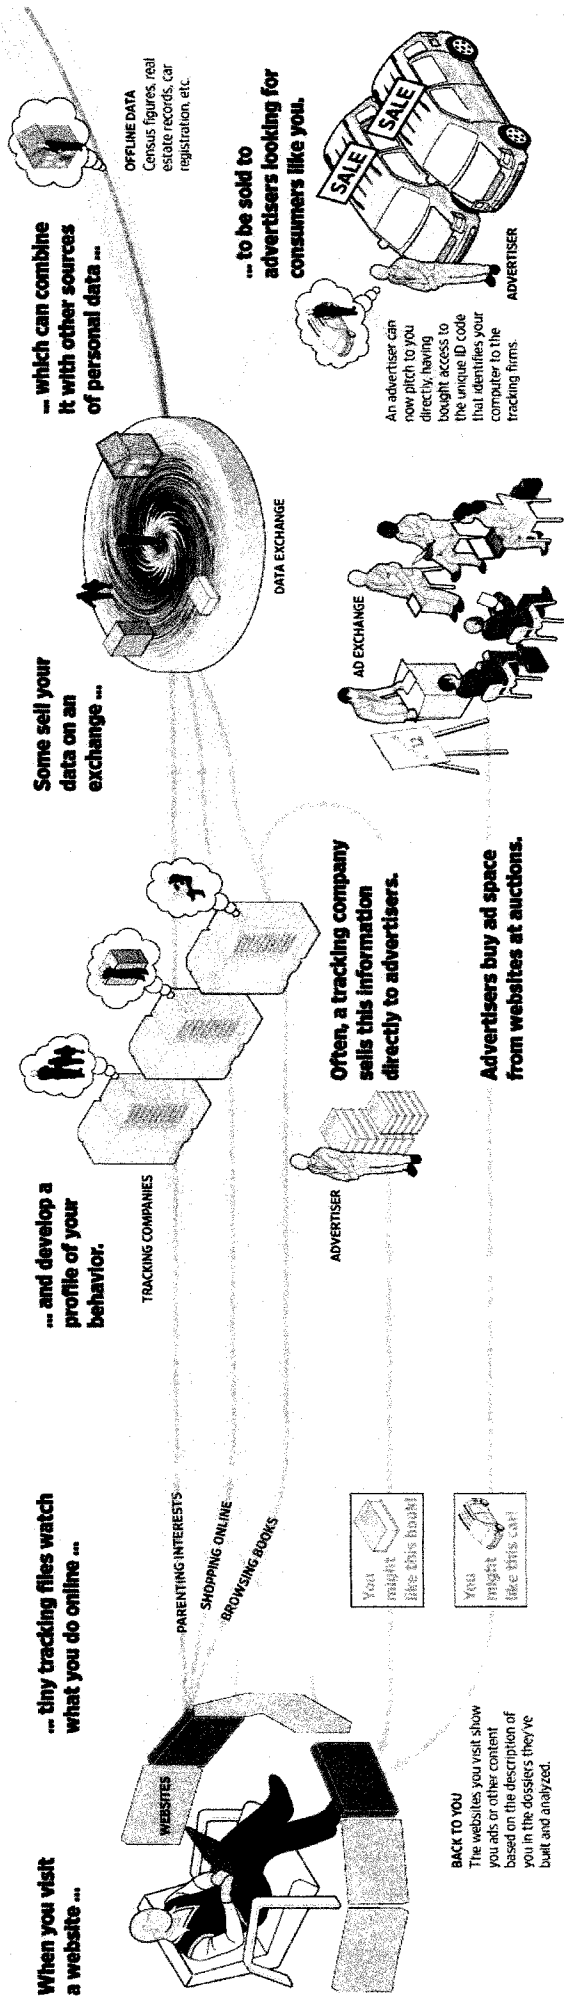 When you visit
a website ...
... tiny tracking files watch
what you do online ...
... and develop a
profile of your
behavior.
Some sell your
data on an
exchange ...
... which can combine
it with other sources
of personal data ...
OFFLINE DATA
Census figures, real
estate records, car
registration, etc.
WEBSITES
PARENTING INTERESTS
SHOPPING ONLINE
BROWSING BOOKS
TRACKING COMPANIES
DATA EXCHANGE
... to be sold to
advertisers looking for
consumers like you.
SALE
SALE
ADVERTISER
An advertiser can
now pitch to you
directly, having
bought access to
the unique ID code
that identifies your
computer to the
tracking firms.
Often, a tracking company
sells this information
directly to advertisers.
ADVERTISER
AD EXCHANGE
Advertisers buy ad space
from websites at auctions.
You
might
like this book!
You
might
like this car!
BACK TO YOU
The websites you visit show
you ads or other content
based on the description of
you in the dossiers they've
built and analyzed.